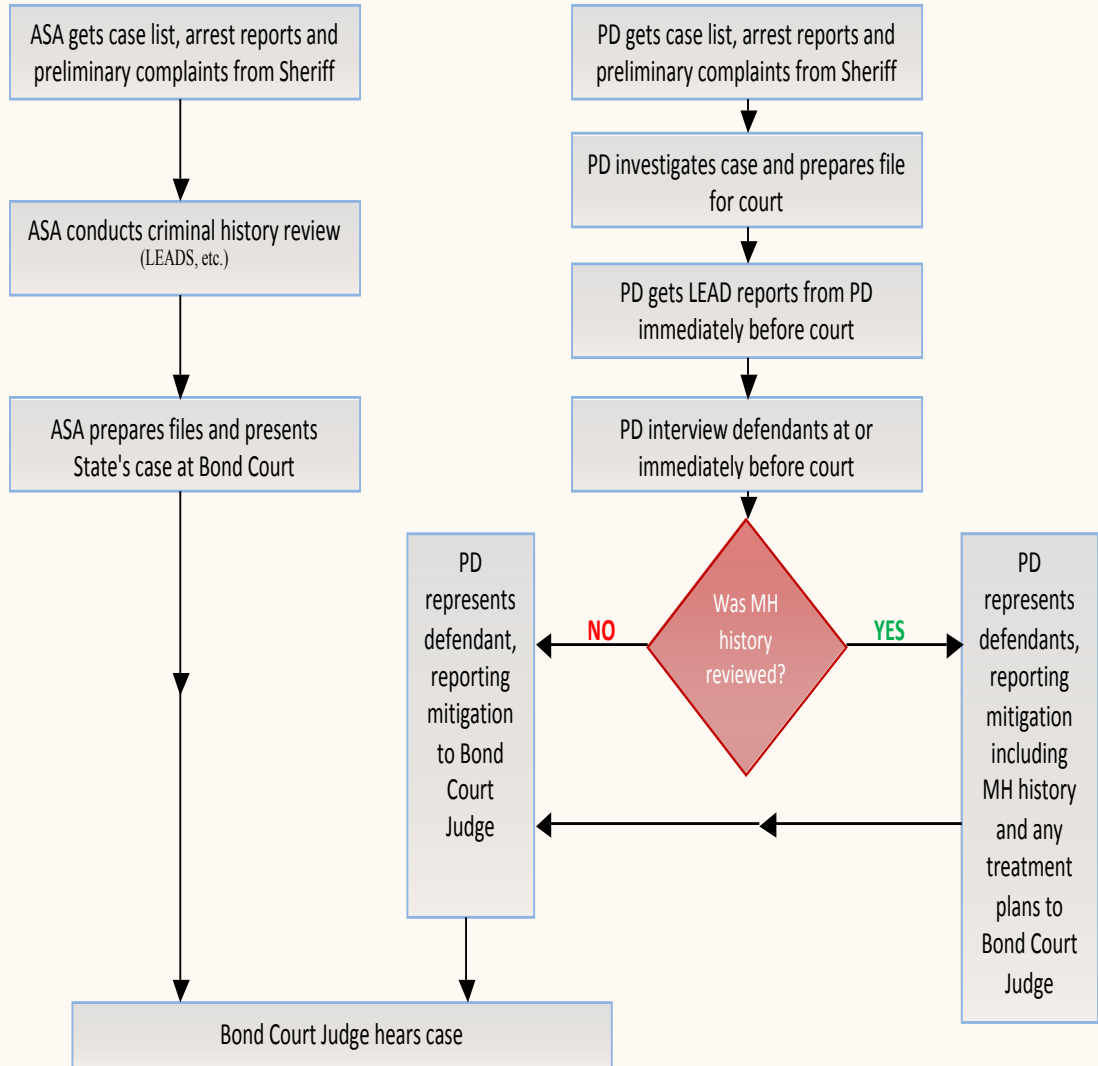 ASA gets case list, arrest reports and
preliminary complaints from Sheriff
ASA conducts criminal history review
(LEADS, etc.)
ASA prepares files and presents
State's case at Bond Court
PD gets case list, arrest reports and
preliminary complaints from Sheriff
PD investigates case and prepares file
for court
PD gets LEAD reports from PD
immediately before court
PD interview defendants at or
immediately before court
Was MH
history
reviewed?
NO
YES
PD
represents
defendant,
reporting
mitigation
to Bond
Court
Judge
PD
represents
defendants,
reporting
mitigation
including
MH history
and any
treatment
plans to
Bond Court
Judge
Bond Court Judge hears case